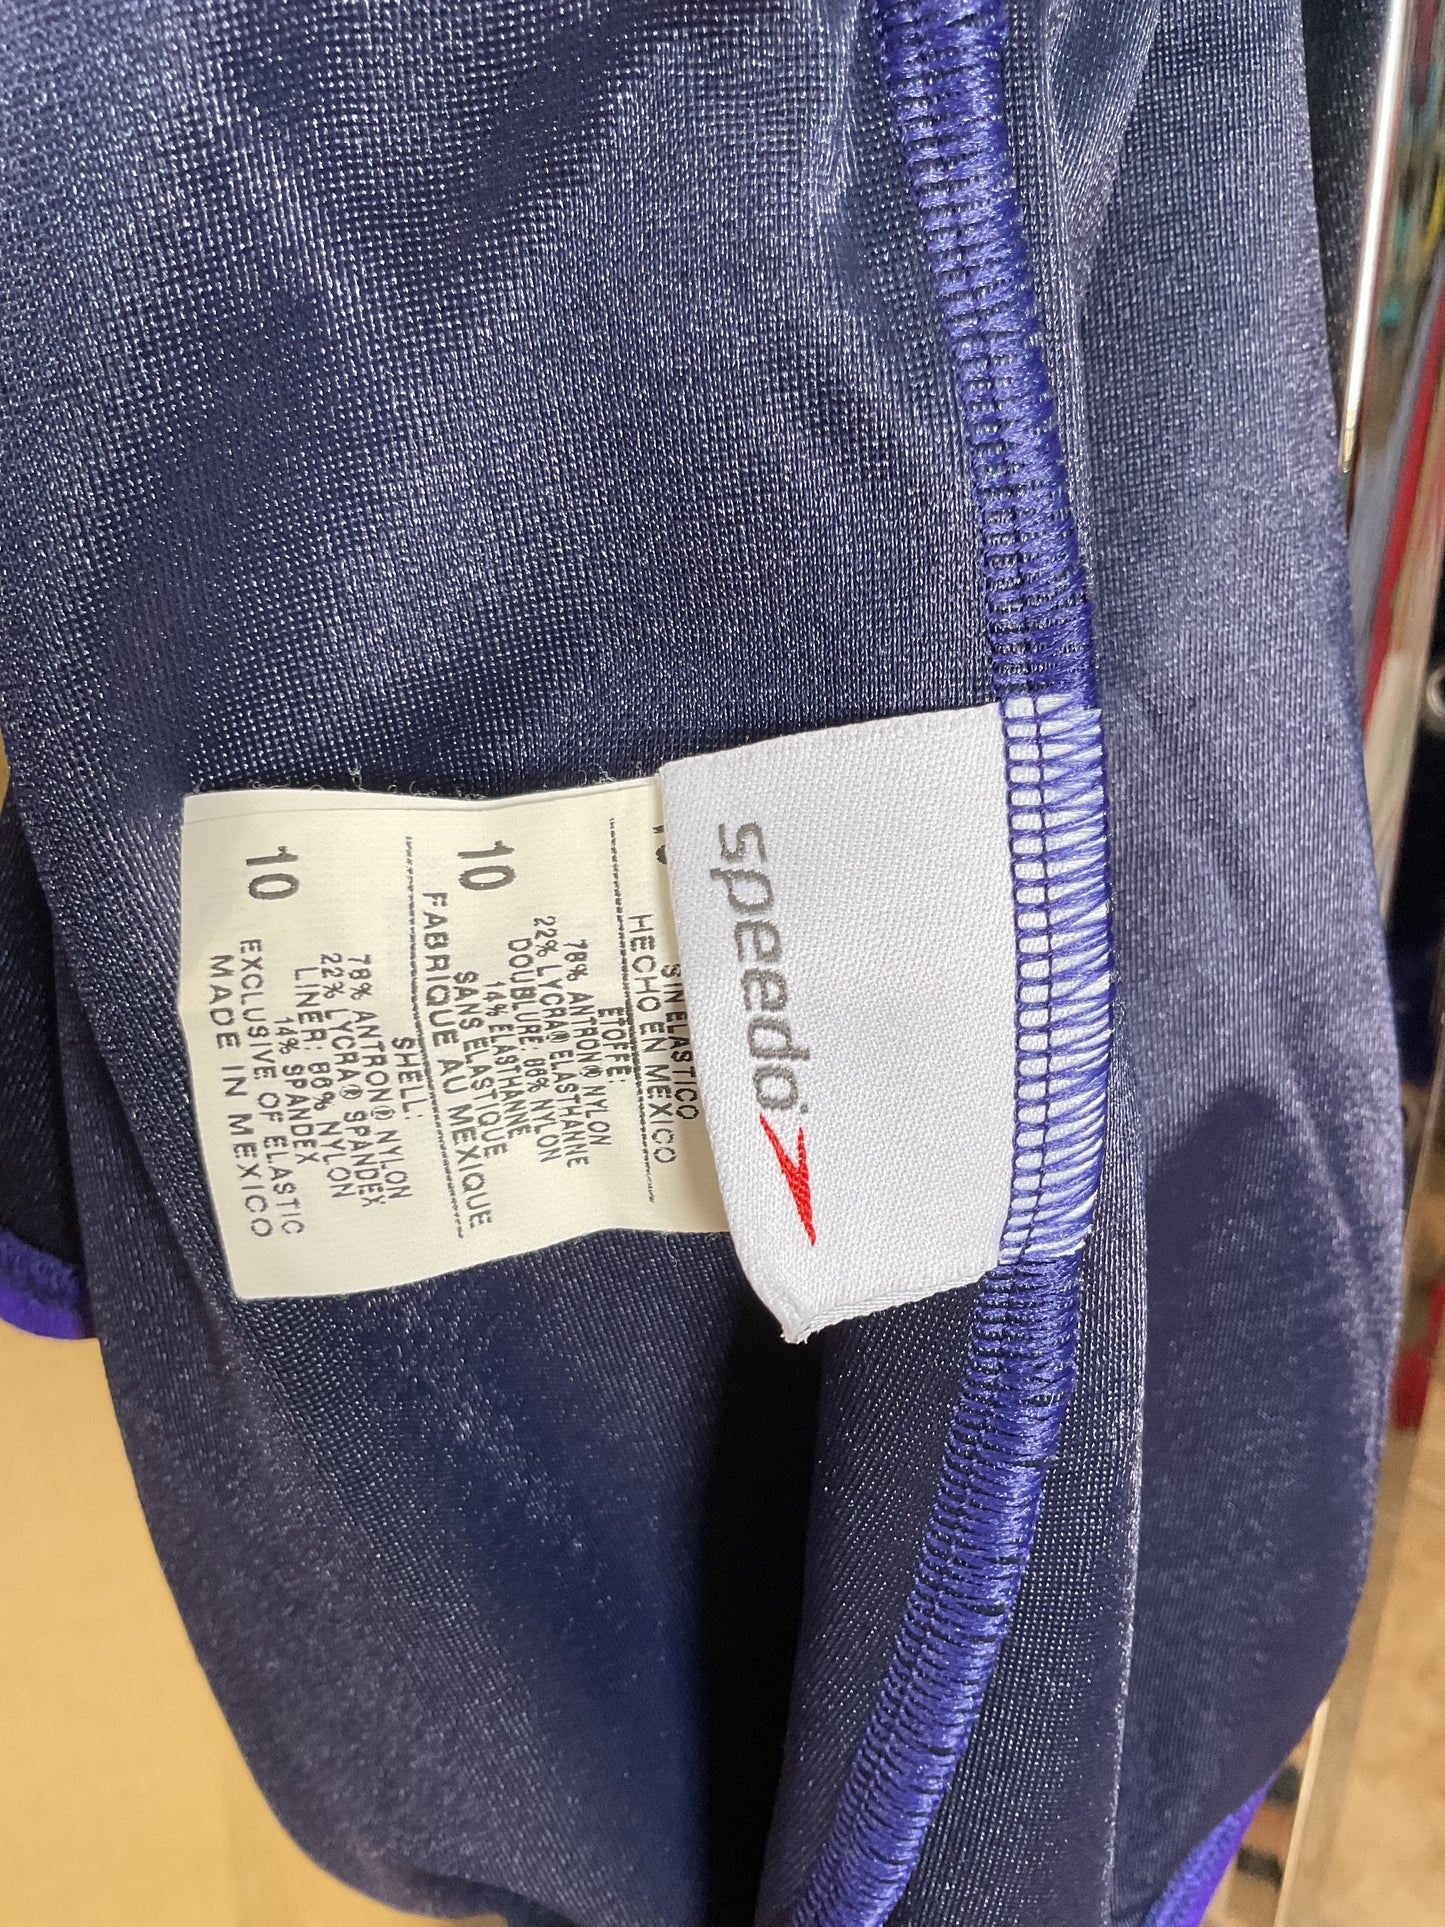 speedo
10
SIN ELASTICO
HECHO EN MEXICO
10
ETOFFE:
78% ANTRON® NYLON
22% LYCRA® ELASTHANNE
DOUBLURE: 86% NYLON
14% ELASTHANNE
SANS ELASTIQUE
FABRIQUE AU MEXIQUE
10
SHELL:
78% ANTRON® NYLON
22% LYCRA® SPANDEX
LINER: 86% NYLON
14% SPANDEX
EXCLUSIVE OF ELASTIC
MADE IN MEXICO